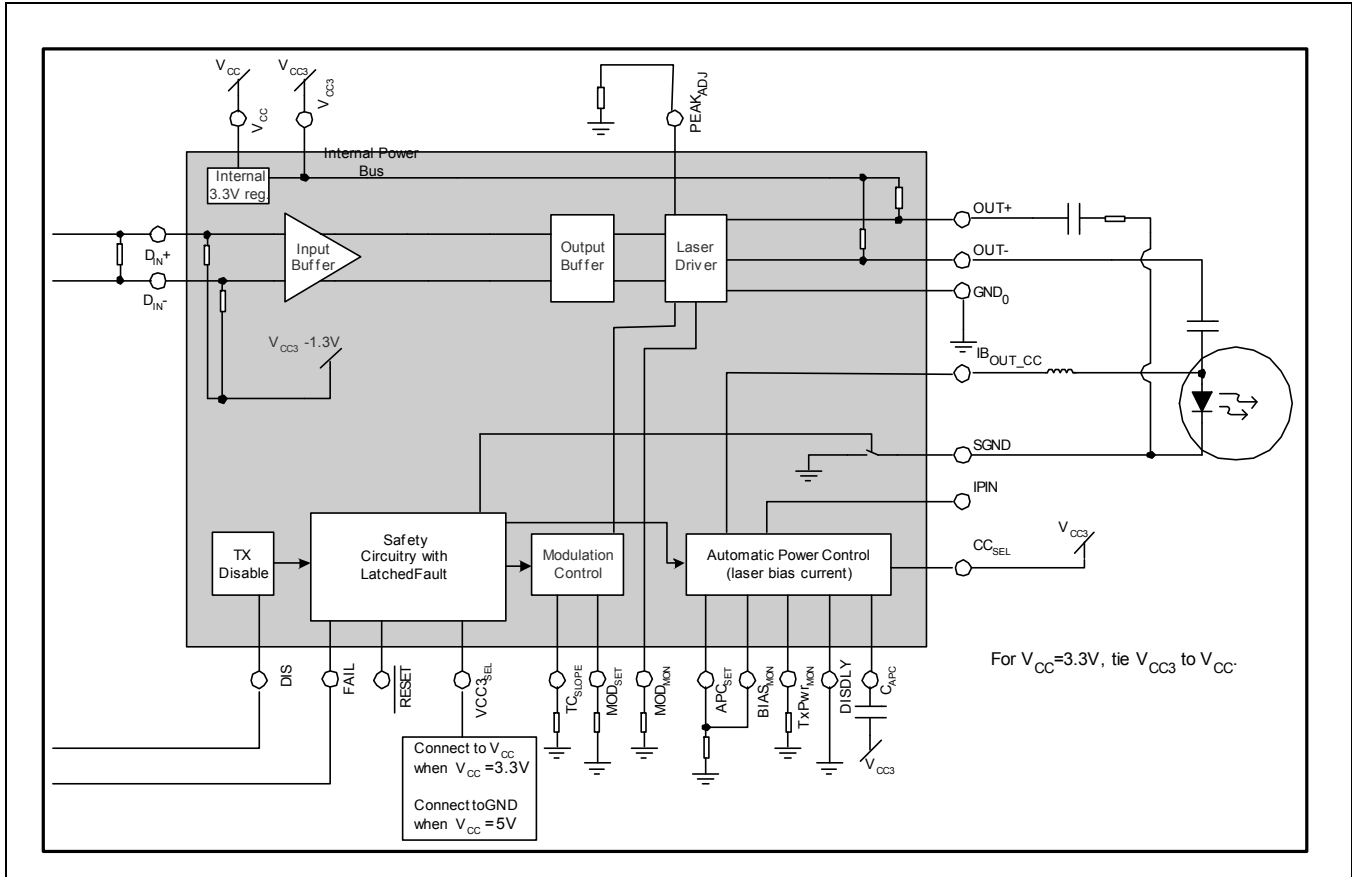 VCC
VCC3
VCC
VCC3
PEAKADJ
Internal Power
Bus
Internal
3.3V reg.
OUT+
DIN+
Input
Buffer
Output
Buffer
Laser
Driver
OUT-
DIN-
GND0
VCC3 -1.3V
IBOUT_CC
SGND
IPIN
VCC3
CCSEL
TX
Disable
Safety
Circuitry with
LatchedFault
Modulation
Control
Automatic Power Control
(laser bias current)
For VCC=3.3V, tie VCC3 to VCC.
DIS
FAIL
RESET
VCC3SEL
TCSLOPE
MODSET
MODMON
APCSET
BIASMON
TxPwrMON
DISDLY
CAPC
VCC3
Connect to VCC
when VCC =3.3V
ConnecttoGND
when VCC =5V